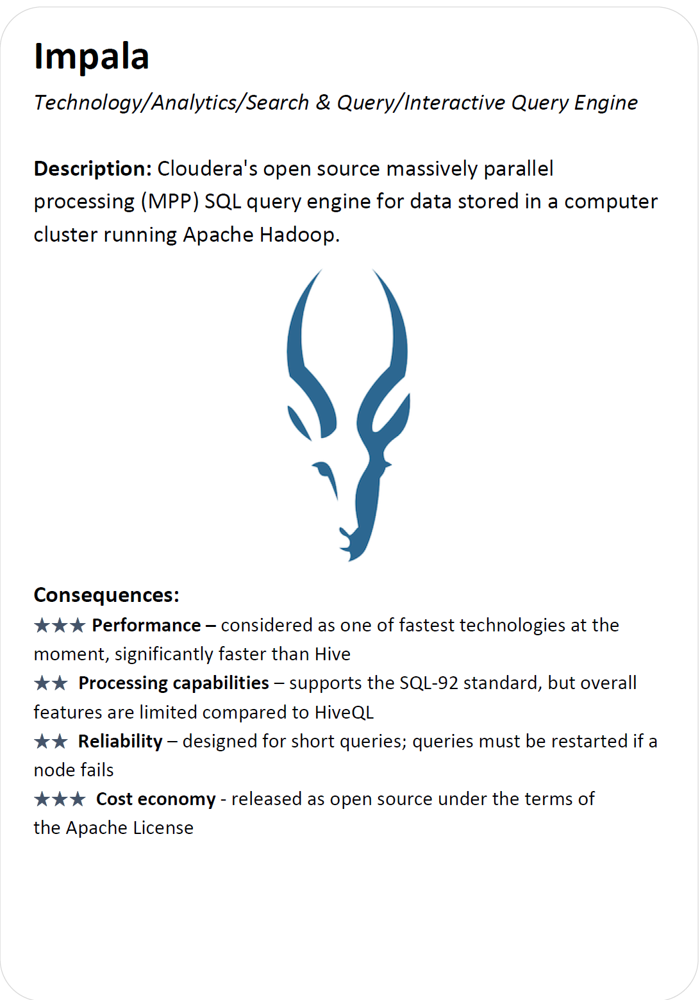 Impala
Technology/Analytics/Search & Query/Interactive Query Engine
Description: Cloudera's open source massively parallel
processing (MPP) SQL query engine for data stored in a computer
cluster running Apache Hadoop.
Consequences:
★★★ Performance – considered as one of fastest technologies at the
moment, significantly faster than Hive
★★ Processing capabilities – supports the SQL-92 standard, but overall
features are limited compared to HiveQL
★★ Reliability – designed for short queries; queries must be restarted if a
node fails
★★★ Cost economy - released as open source under the terms of
the Apache License